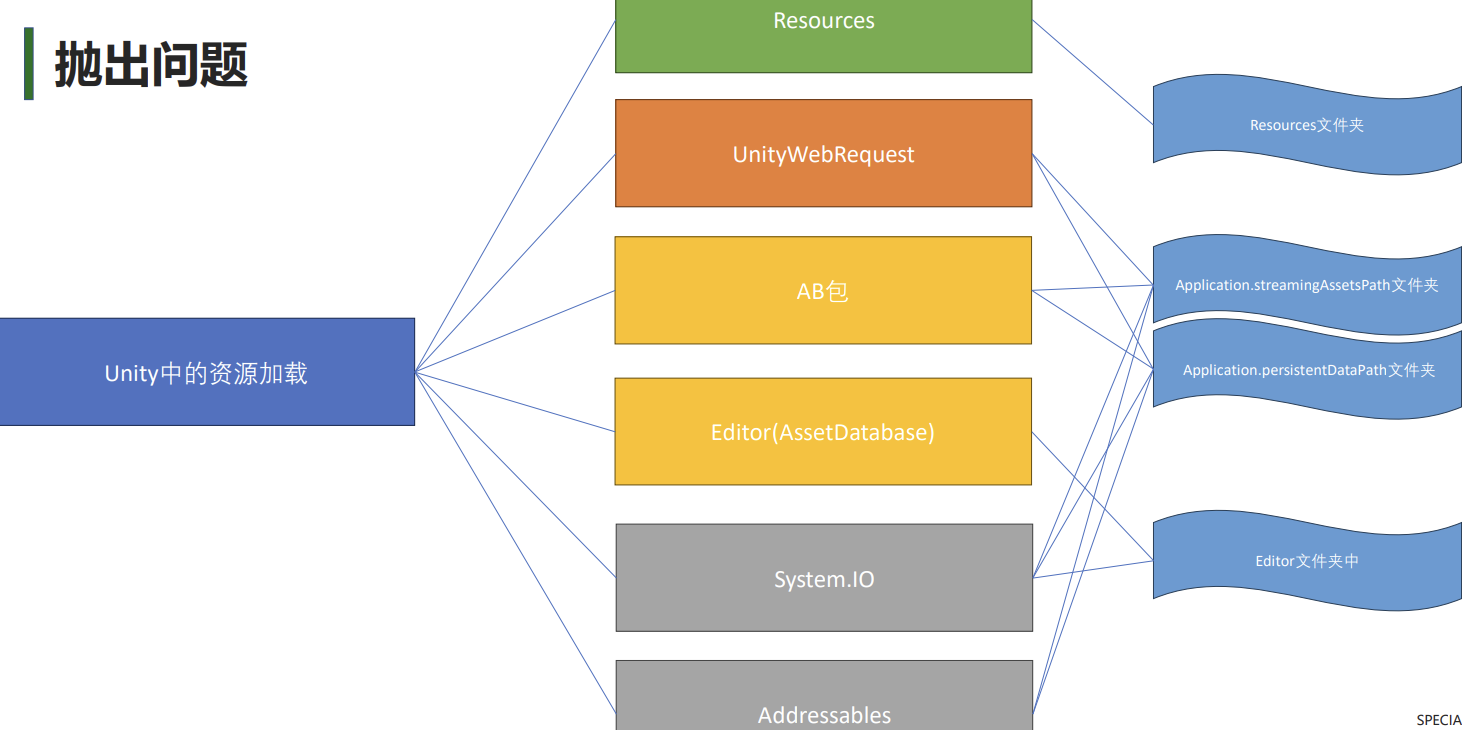 抛出问题
Resources
UnityWebRequest
AB包
Editor(AssetDatabase)
System.IO
Addressables
Unity中的资源加载
Resources文件夹
Application.streamingAssetsPath文件夹
Application.persistentDataPath文件夹
Editor文件夹中
SPECIA